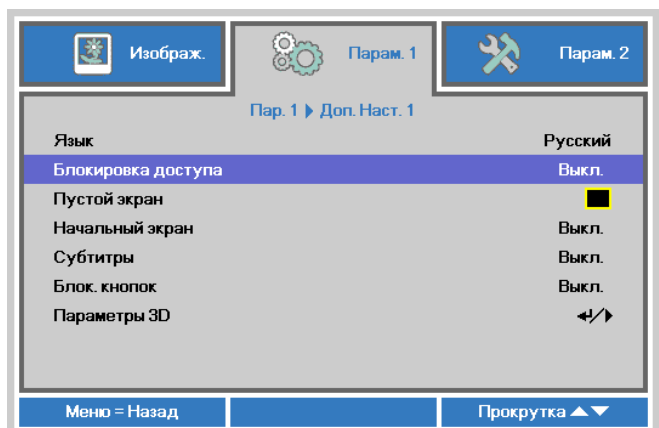 Изображ. Парам. 1 Парам. 2
Пар. 1 Доп. Наст. 1
Язык Русский
Блокировка доступа Выкл.
Пустой экран
Начальный экран Выкл.
Субтитры Выкл.
Блок. кнопок Выкл.
Параметры 3D /
Меню = Назад Прокрутка